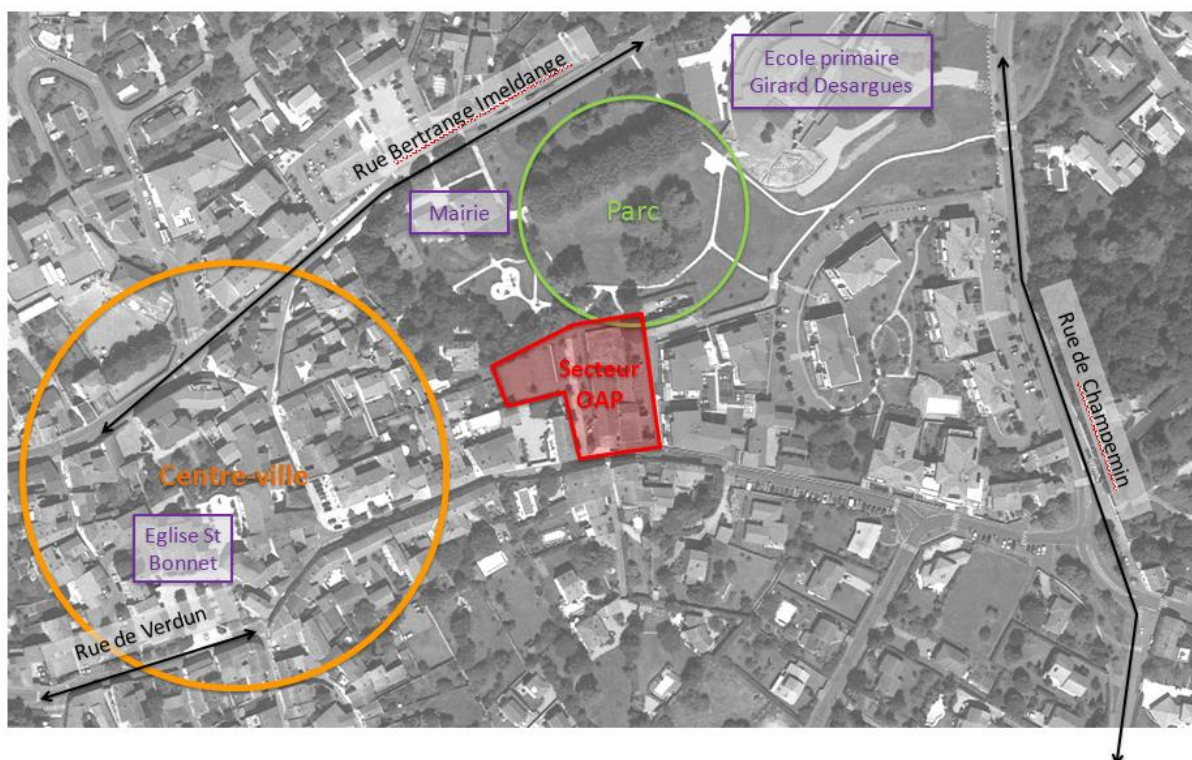 Ecole primaire
Girard Desargues
Rue Bertrange Imeldange
Mairie
Parc
Secteur
OAP
Rue de Champemin
Centre-ville
Eglise St
Bonnet
Rue de Verdun